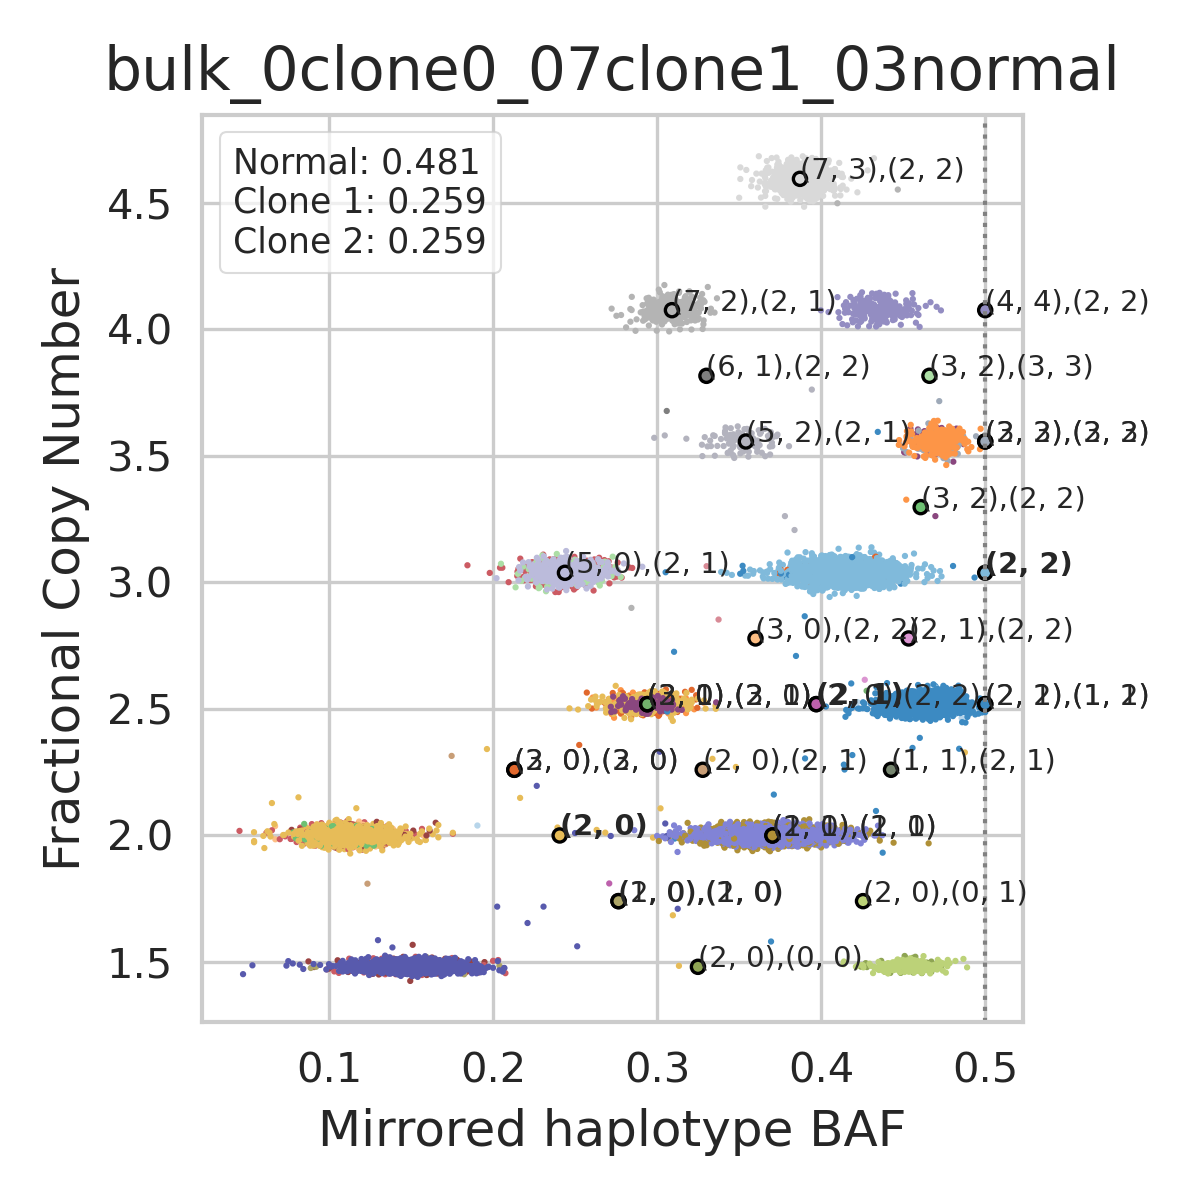 bulk_0clone0_07clone1_03normal
Normal: 0.481
Clone 1: 0.259
Clone 2: 0.259
Fractional Copy Number
4.5
4.0
3.5
3.0
2.5
2.0
1.5
(7, 3),(2, 2)
(7, 2),(2, 1)
(4, 4),(2, 2)
(6, 1),(2, 2)
(3, 2),(3, 3)
(5, 2),(2, 1)
(3, 2),(2, 2)
(5, 0),(2, 1)
(2, 2)
(3, 0),(2, 2)
(2, 1),(2, 2)
(2, 1)
(2, 0),(2, 1)
(1, 1),(2, 1)
(2, 0)
(2, 0),(0, 1)
(2, 0),(0, 0)
0.1
0.2
0.3
0.4
0.5
Mirrored haplotype BAF